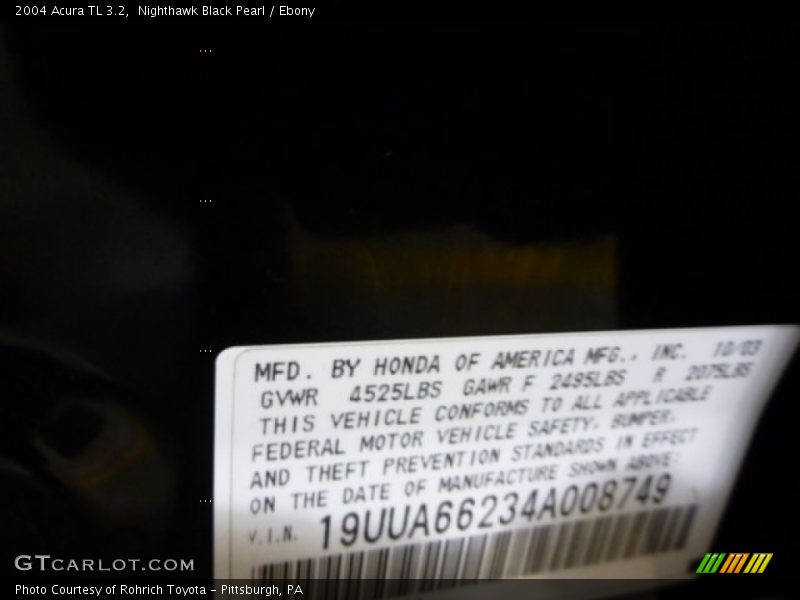 2004 Acura TL 3.2,  Nighthawk Black Pearl / Ebony
MFD. BY HONDA OF AMERICA MFG., INC. 10/03
GVWR 4525LBS GAWR F 2495LBS R 2075LBS
THIS VEHICLE CONFORMS TO ALL APPLICABLE
FEDERAL MOTOR VEHICLE SAFETY, BUMPER,
AND THEFT PREVENTION STANDARDS IN EFFECT
ON THE DATE OF MANUFACTURE SHOWN ABOVE:
V.I.N. 19UUA66234A008749
GTCARLOT.COM
Photo Courtesy of Rohrich Toyota - Pittsburgh, PA